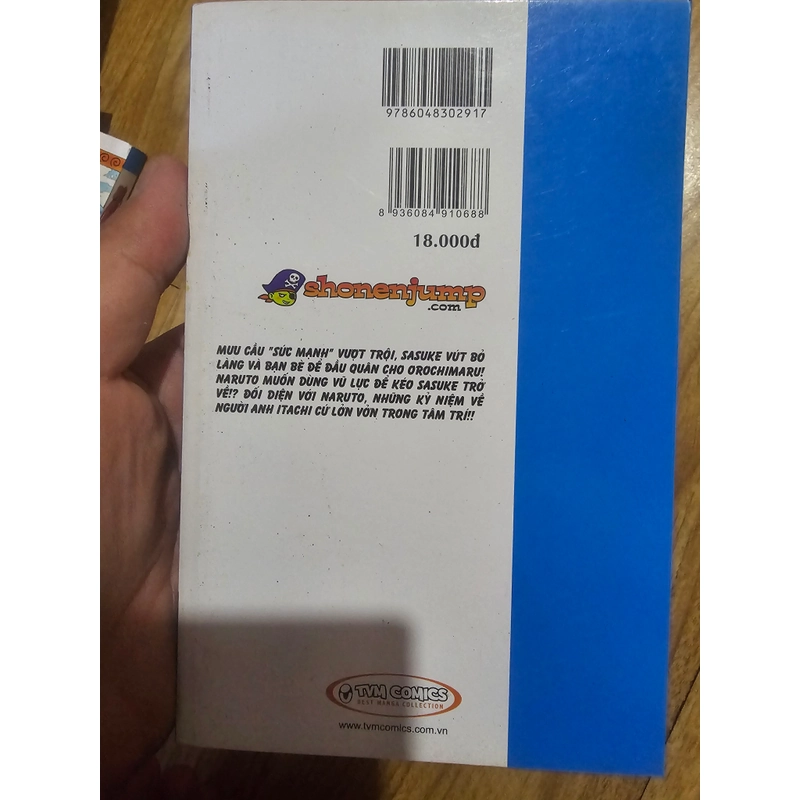 9786048302917
8 936084 910688
18.000đ
shonenjump
.com
MƯU CẦU "SỨC MẠNH" VƯỢT TRỘI, SASUKE VỨT BỎ
LÀNG VÀ BẠN BÈ ĐỂ ĐẦU QUÂN CHO OROCHIMARU!
NARUTO MUỐN DÙNG VŨ LỰC ĐỂ KÉO SASUKE TRỞ
VỀ!? ĐỐI DIỆN VỚI NARUTO, NHỮNG KỶ NIỆM VỀ
NGƯỜI ANH ITACHI CỨ LỞN VỞN TRONG TÂM TRÍ!!
TVM COMICS
BEST MANGA COLLECTION
www.tvmcomics.com.vn